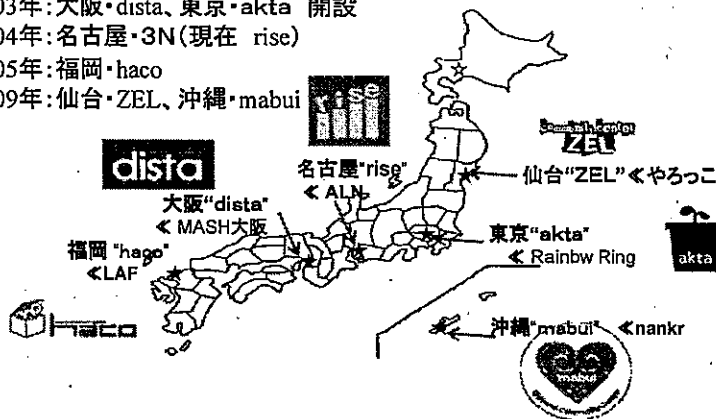 03年:大阪・dista、東京・akta 開設
04年:名古屋・3N(現在 rise)
05年:福岡・haco
09年:仙台・ZEL、沖縄・mabui
rise
dista
ZEL
名古屋"rise"
≪ ALN
仙台"ZEL"≪やろっこ
大阪"dista"
≪ MASH大阪
東京"akta"
≪ Rainbw Ring
akta
福岡 "haco"
≪LAF
haco
沖縄"mabui" ≪nankr
mabui